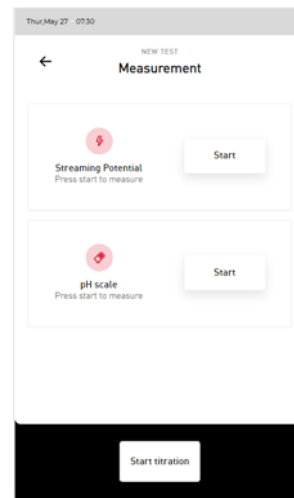 Thur,May 27 07:30
NEW TEST
Measurement
Streaming Potential
Press start to measure
Start
pH scale
Press start to measure
Start
Start titration